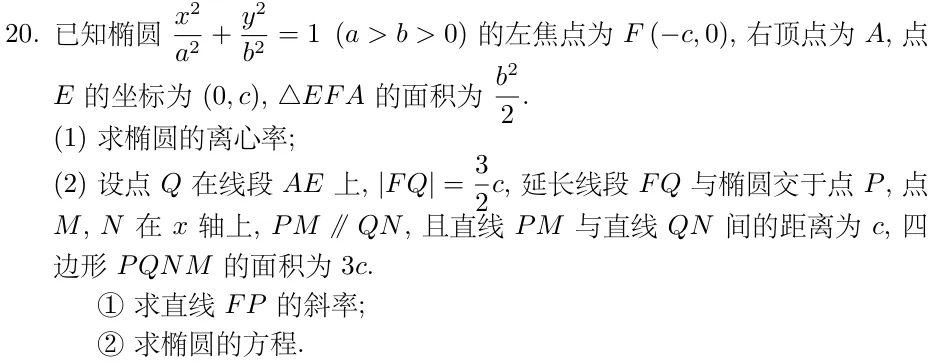 20. 已知椭圆 $\dfrac{x^2}{a^2} + \dfrac{y^2}{b^2} = 1$ $(a > b > 0)$ 的左焦点为 $F(-c, 0)$, 右顶点为 $A$, 点
$E$ 的坐标为 $(0, c)$, $\triangle EFA$ 的面积为 $\dfrac{b^2}{2}$.
(1) 求椭圆的离心率;
(2) 设点 $Q$ 在线段 $AE$ 上, $|FQ| = \dfrac{3}{2}c$, 延长线段 $FQ$ 与椭圆交于点 $P$, 点
$M$, $N$ 在 $x$ 轴上, $PM \parallel QN$, 且直线 $PM$ 与直线 $QN$ 间的距离为 $c$, 四
边形 $PQNM$ 的面积为 $3c$.
① 求直线 $FP$ 的斜率;
② 求椭圆的方程.